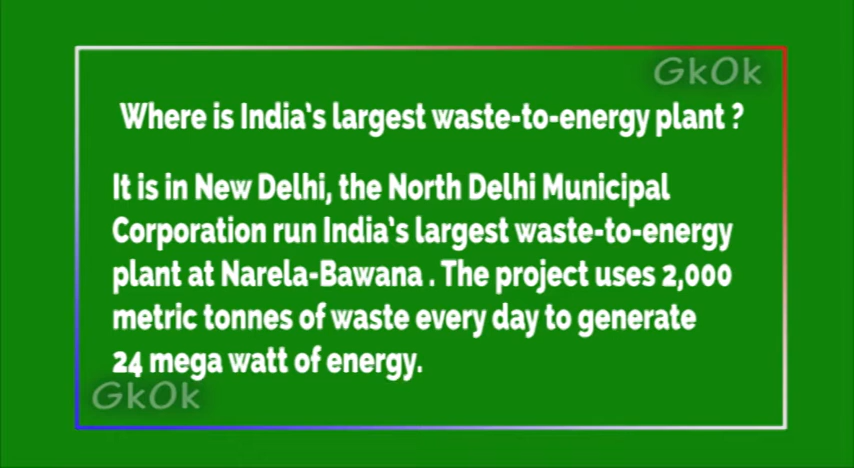 GkOk
Where is India's largest waste-to-energy plant ?
It is in New Delhi, the North Delhi Municipal
Corporation run India's largest waste-to-energy
plant at Narela-Bawana . The project uses 2,000
metric tonnes of waste every day to generate
24 mega watt of energy.
GkOk